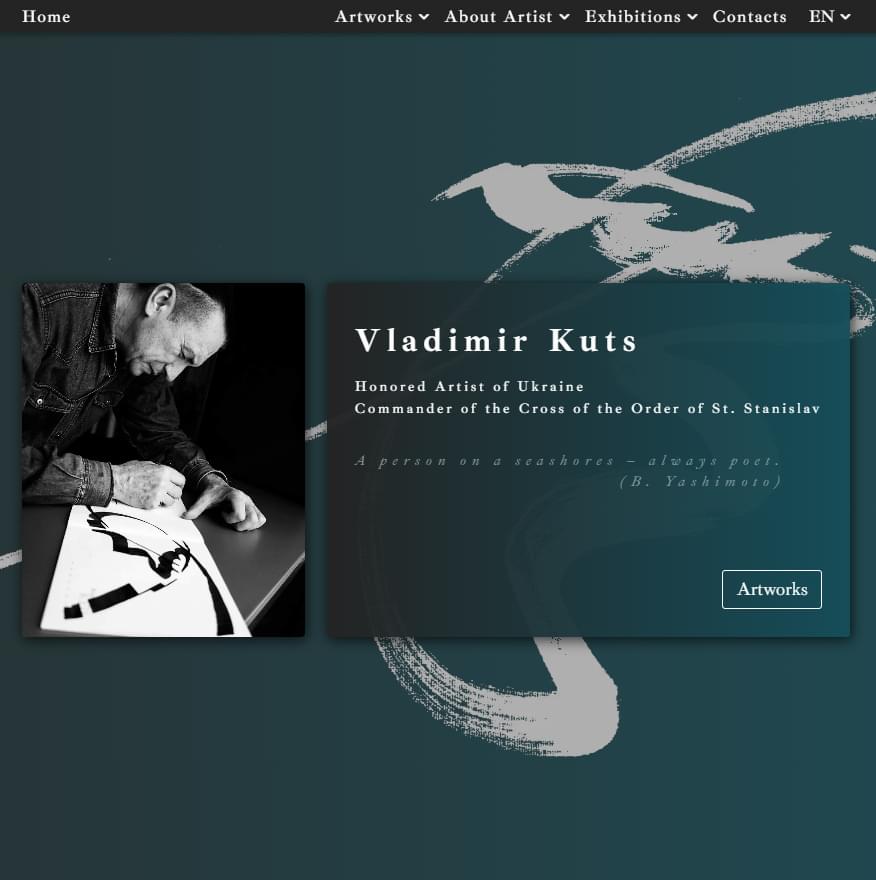 Home
Artworks
About Artist
Exhibitions
Contacts
EN
Vladimir Kuts
Honored Artist of Ukraine
Commander of the Cross of the Order of St. Stanislav
A person on a seashores – always poet.
(B. Yashimoto)
Artworks